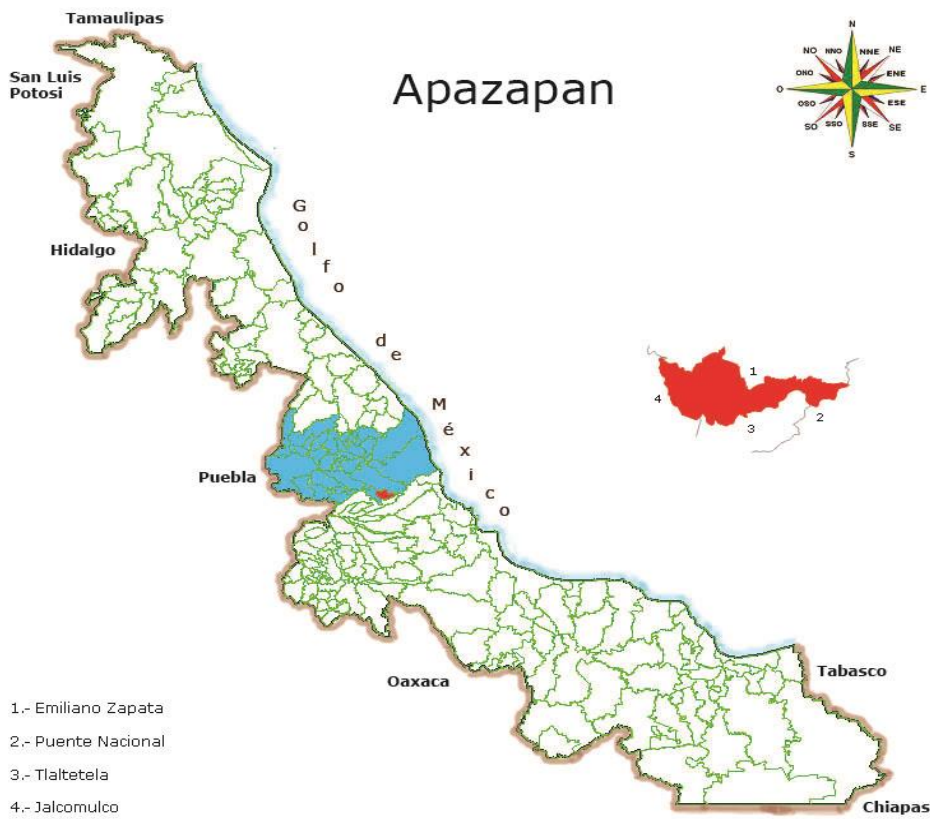 Tamaulipas
San Luis
Potosi
Apazapan
N
NNO
NNE
NO
NE
ONO
ENE
O
E
OSO
ESE
SSO
SSE
SO
SE
S
Golfo de México
Hidalgo
1
4
2
3
Puebla
Oaxaca
Tabasco
Chiapas
1.- Emiliano Zapata
2.- Puente Nacional
3.- Tlaltetela
4.- Jalcomulco